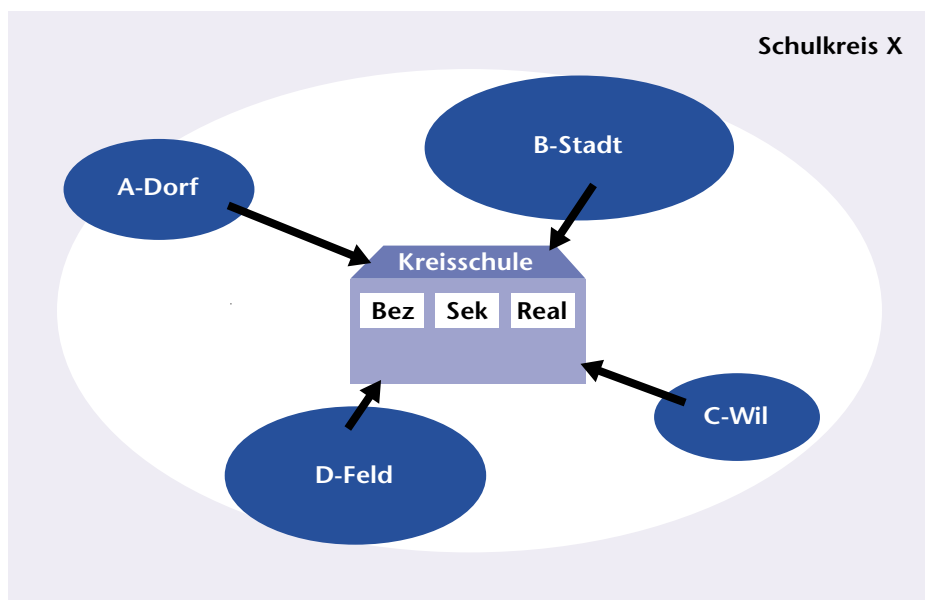 Schulkreis X
B-Stadt
A-Dorf
Kreisschule
Bez Sek Real
C-Wil
D-Feld